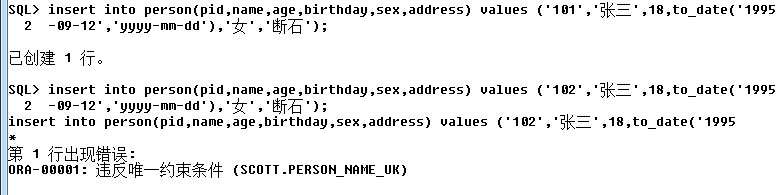 SQL> insert into person(pid,name,age,birthday,sex,address) values ('101','张三',18,to_date('1995
2 -09-12','yyyy-mm-dd'),'女','断石');
已创建 1 行。
SQL> insert into person(pid,name,age,birthday,sex,address) values ('102','张三',18,to_date('1995
2 -09-12','yyyy-mm-dd'),'女','断石');
insert into person(pid,name,age,birthday,sex,address) values ('102','张三',18,to_date('1995
*
第 1 行出现错误:
ORA-00001: 违反唯一约束条件 (SCOTT.PERSON_NAME_UK)